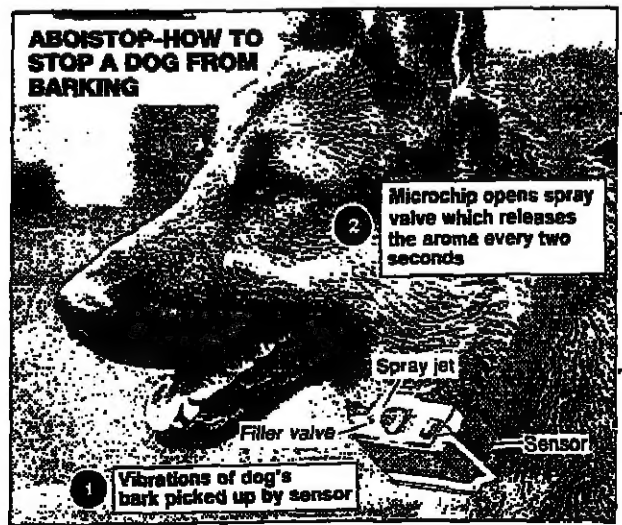 ABOISTOP-HOW TO
STOP A DOG FROM
BARKING
2
Microchip opens spray
valve which releases
the aroma every two
seconds
Spray jet
Filler valve
Sensor
1
Vibrations of dog's
bark picked up by sensor